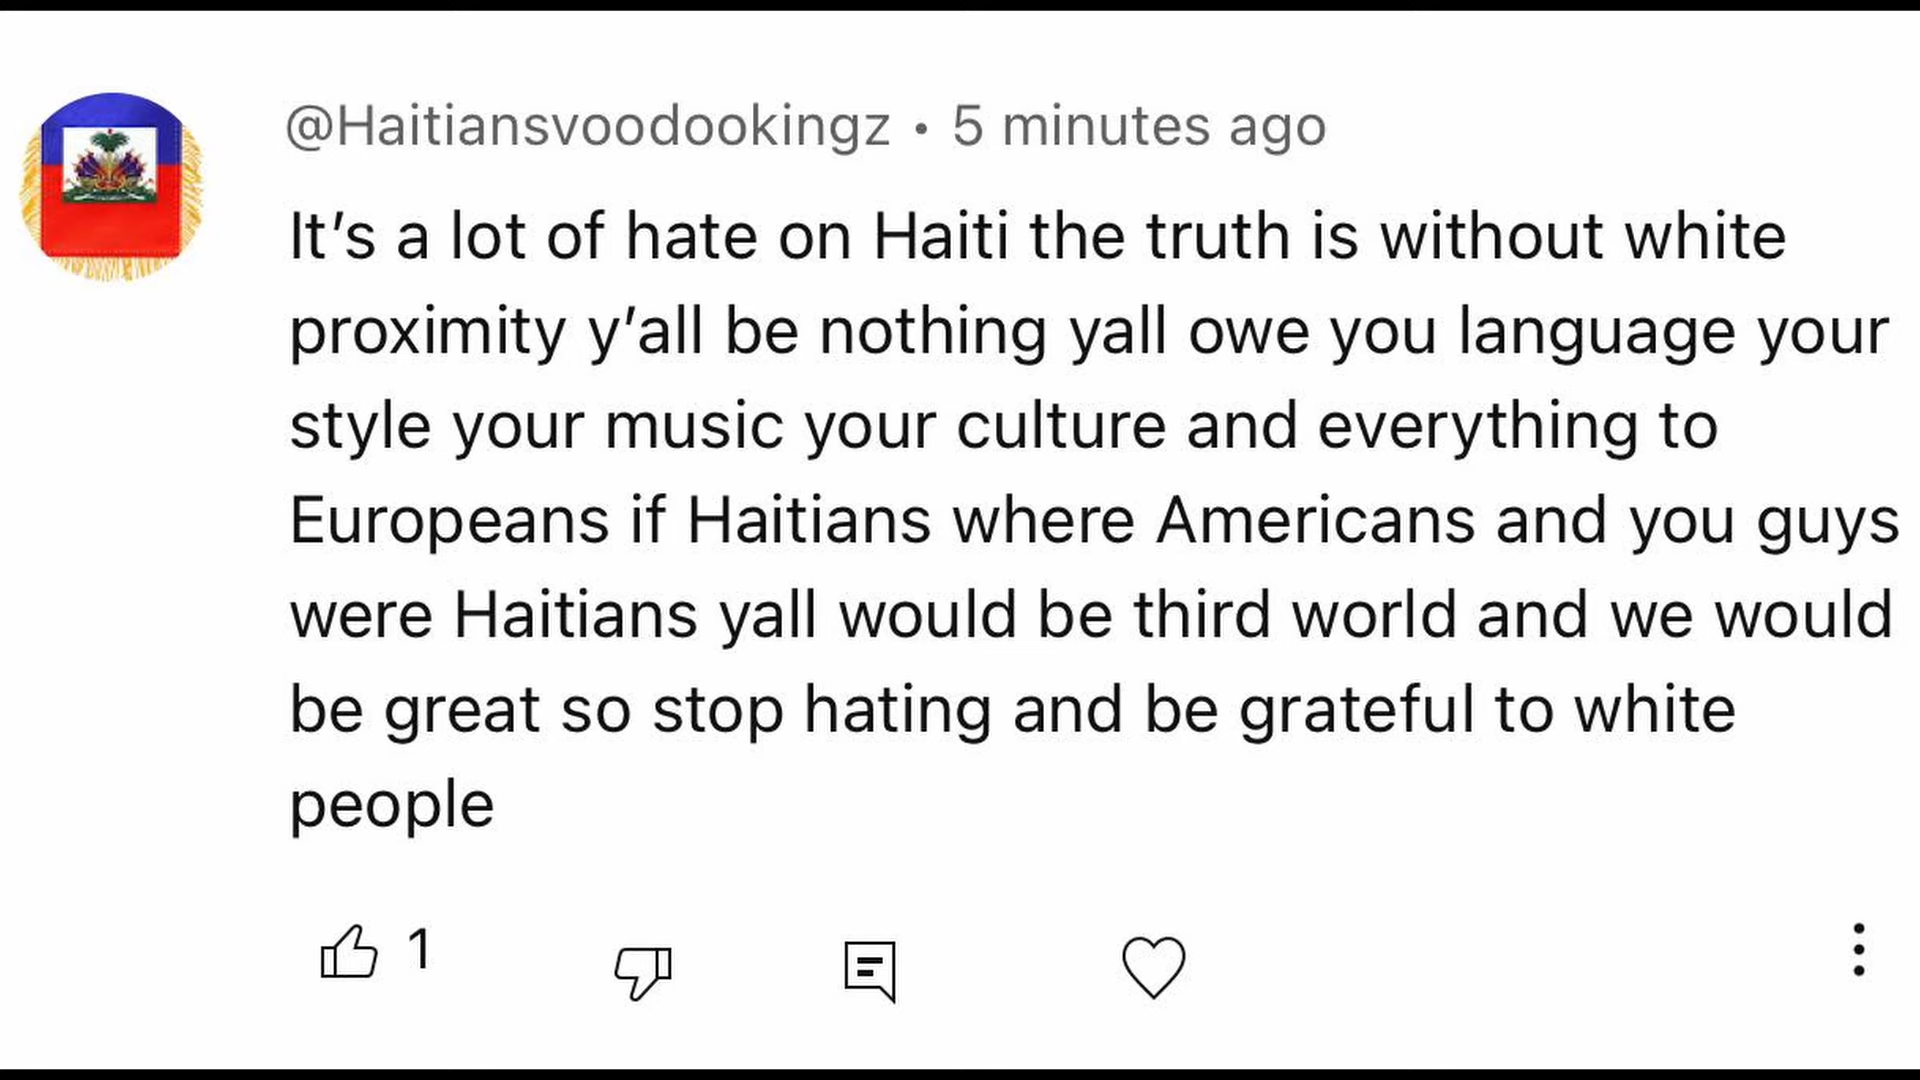 @Haitiansvoodookingz • 5 minutes ago
It’s a lot of hate on Haiti the truth is without white
proximity y’all be nothing yall owe you language your
style your music your culture and everything to
Europeans if Haitians where Americans and you guys
were Haitians yall would be third world and we would
be great so stop hating and be grateful to white
people
1